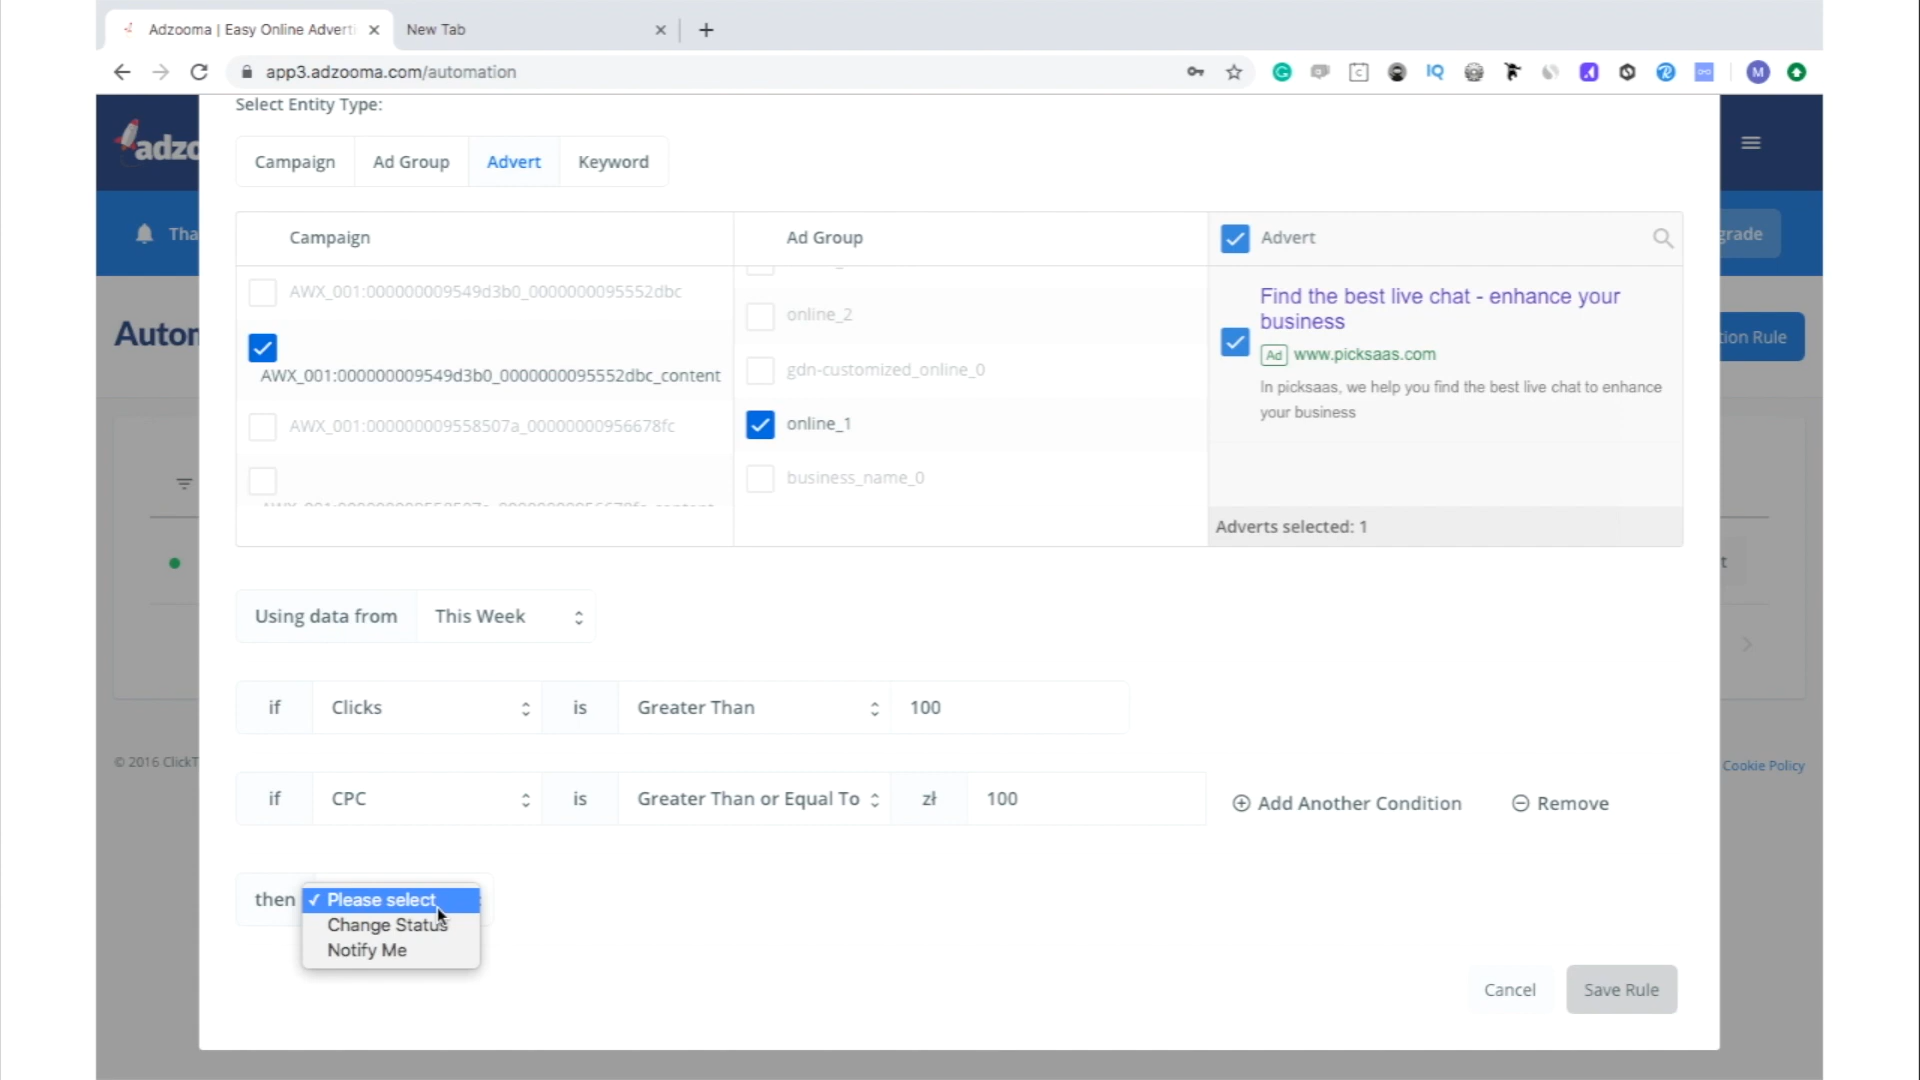 Adzooma | Easy Online Adverti
New Tab
app3.adzooma.com/automation
Select Entity Type:
adzo
Campaign
Ad Group
Advert
Keyword
Tha
grade
Campaign
Ad Group
Advert
AWX_001:000000009549d3b0_0000000095552dbc
AWX_001:000000009549d3b0_0000000095552dbc_content
AWX_001:000000009558507a_00000000956678fc
online_2
gdn-customized_online_0
online_1
business_name_0
Find the best live chat - enhance your
business
Ad www.picksaas.com
In picksaas, we help you find the best live chat to enhance
your business
Adverts selected: 1
Autom
tion Rule
Using data from This Week
if Clicks is Greater Than 100
if CPC is Greater Than or Equal To zł 100
Add Another Condition
Remove
© 2016 ClickT
Cookie Policy
then
✓ Please select
Change Status
Notify Me
Cancel
Save Rule